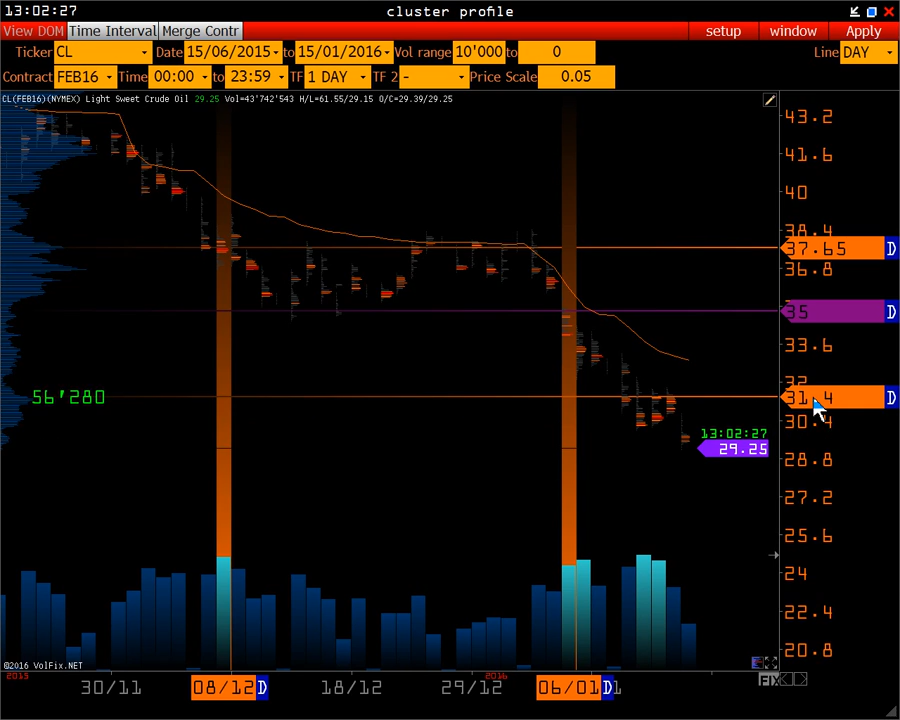 13:02:27 cluster profile
View DOM Time Interval Merge Contr setup window Apply
Ticker CL Date 15/06/2015 to 15/01/2016 Vol range 10'000 to 0 Line DAY
Contract FEB16 Time 00:00 to 23:59 TF 1 DAY TF 2 - Price Scale 0.05
CL(FEB16)(NYMEX) Light Sweet Crude Oil 29.25 Vol=43'742'543 H/L=61.55/29.15 O/C=29.39/29.25
43.2
41.6
40
38.4
37.65 D
36.8
35 D
33.6
32
56'280 31.4 D
30.4
13:02:27
29.25
28.8
27.2
25.6
24
22.4
20.8
©2016 VolFix.NET
2015 2016
30/11 08/12 D 18/12 29/12 06/01 D
FIX